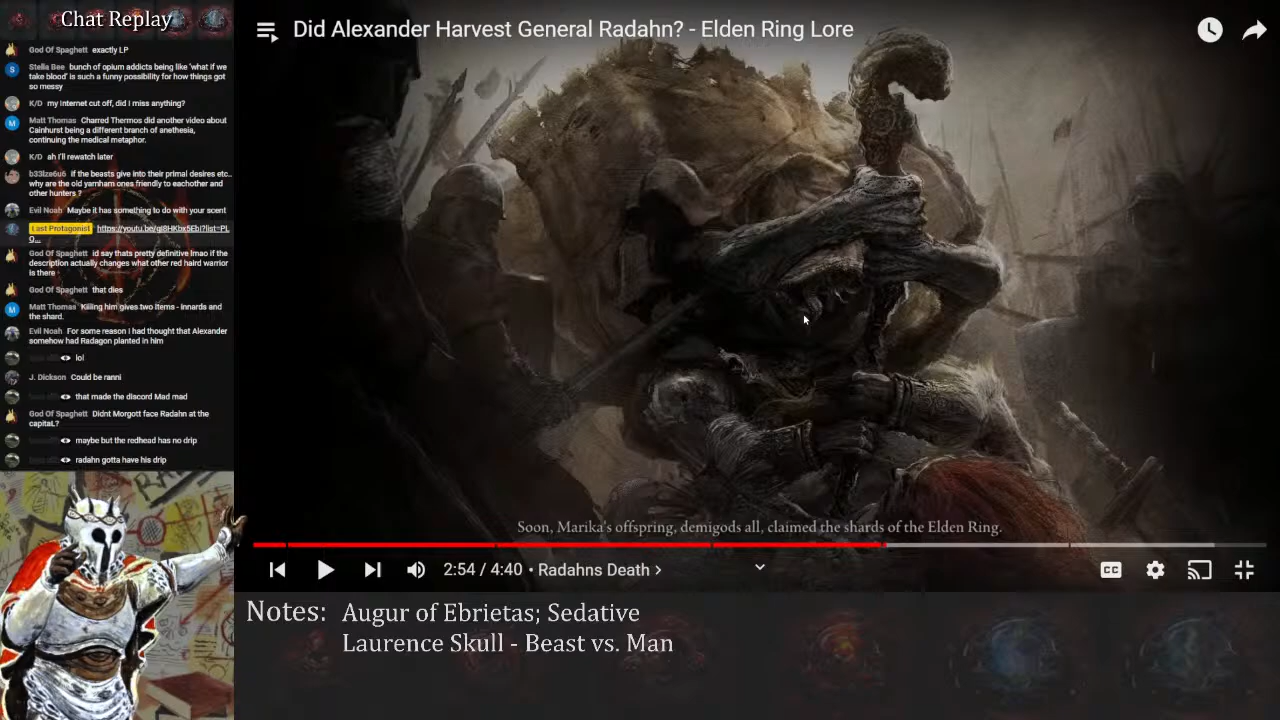 Chat Replay
God Of Spaghett exactly LP
Stella Bee bunch of opium addicts being like 'what if we
take blood' is such a funny possibility for how things got
so messy
K/D my Internet cut off, did I miss anything?
Matt Thomas Charred Thermos did another video about
Cainhurst being a different branch of anethesia,
continuing the medical metaphor.
K/D ah I'll rewatch later
b33lze6u6 if the beasts give into their primal desires etc..
why are the old yarnham ones friendly to eachother and
other hunters ?
Evil Noah Maybe it has something to do with your scent
Last Protagonist
God Of Spaghett id say thats pretty definitive lmao if the
description actually changes what other red haird warrior
is there
God Of Spaghett that dies
Matt Thomas Killing him gives two items - innards and
the shard.
Evil Noah For some reason I had thought that Alexander
somehow had Radagon planted in him
lol
J. Dickson Could be ranni
that made the discord Mad mad
God Of Spaghett Didnt Morgott face Radahn at the
capitaL?
maybe but the redhead has no drip
radahn gotta have his drip
Did Alexander Harvest General Radahn? - Elden Ring Lore
Soon, Marika's offspring, demigods all, claimed the shards of the Elden Ring.
2:54 / 4:40 • Radahns Death >
CC
Notes: Augur of Ebrietas; Sedative
Laurence Skull - Beast vs. Man